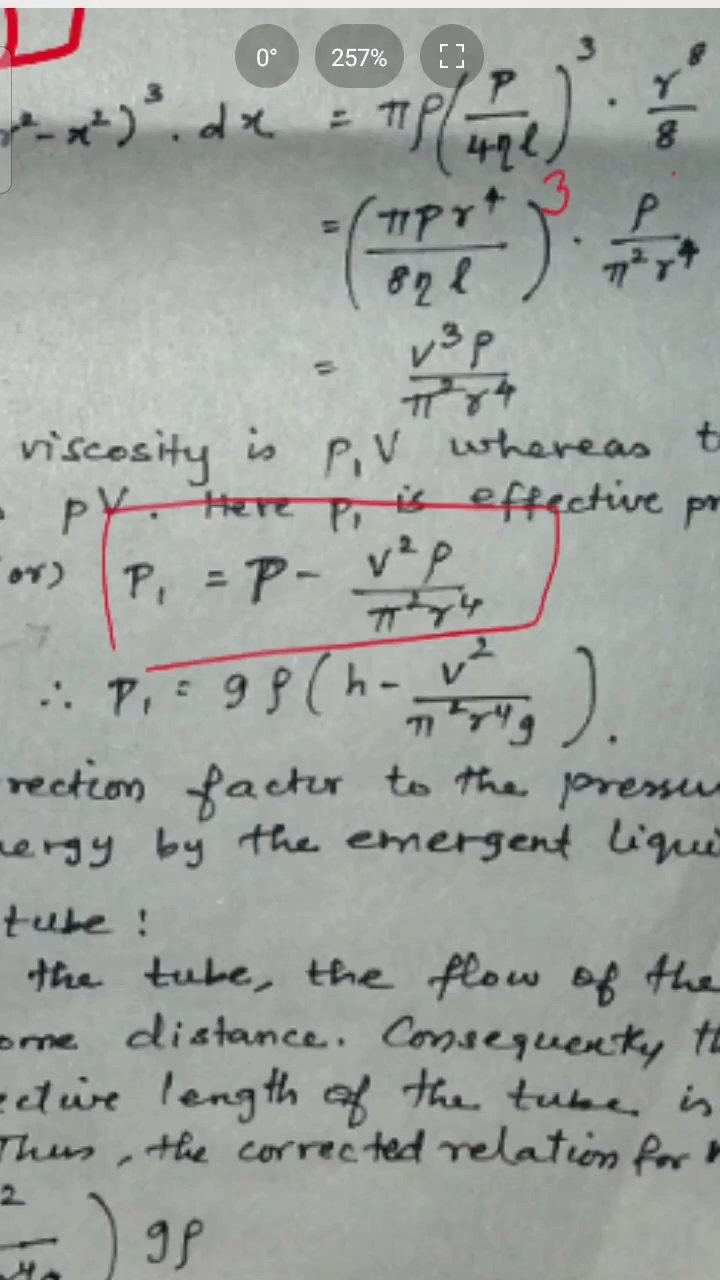 0° 257%
r²-x²)³. dx = πρ(P/4ηl)³ · r⁸/8
= (πpr⁴/8ηl)³ · ρ/π²r⁴
= V³ρ/π²r⁴
viscosity is P₁V whereas
pV. Here P₁ is effective pr
or) P₁ = P - V²ρ/π²r⁴
∴ P₁ = gρ(h - V²/π²r⁴g).
rection factor to the pressu
ergy by the emergent liqui
tube :
the tube, the flow of the
ome distance. Consequenty th
ective length of the tube is
Thus, the corrected relation for
) gρ